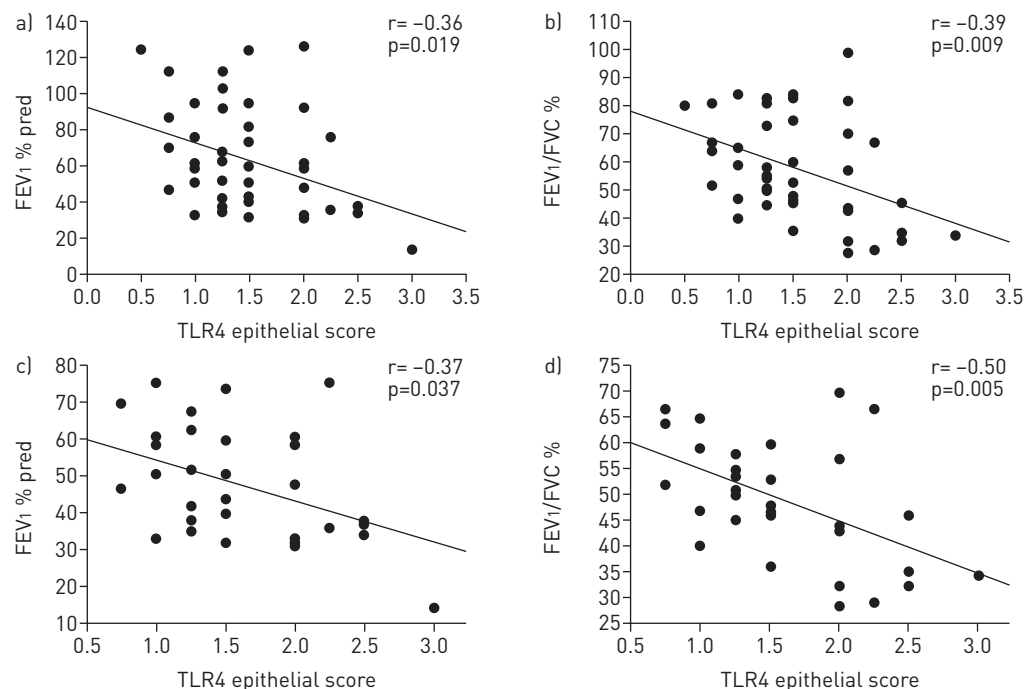 a)
r= –0.36
p=0.019
140
120
100
80
60
40
20
0
FEV1 % pred
0.0 0.5 1.0 1.5 2.0 2.5 3.0 3.5
TLR4 epithelial score
b)
r= –0.39
p=0.009
110
100
90
80
70
60
50
40
30
20
FEV1/FVC %
0.0 0.5 1.0 1.5 2.0 2.5 3.0 3.5
TLR4 epithelial score
c)
r= –0.37
p=0.037
80
70
60
50
40
30
20
10
FEV1 % pred
0.5 1.0 1.5 2.0 2.5 3.0
TLR4 epithelial score
d)
r= –0.50
p=0.005
75
70
65
60
55
50
45
40
35
30
25
FEV1/FVC %
0.5 1.0 1.5 2.0 2.5 3.0
TLR4 epithelial score